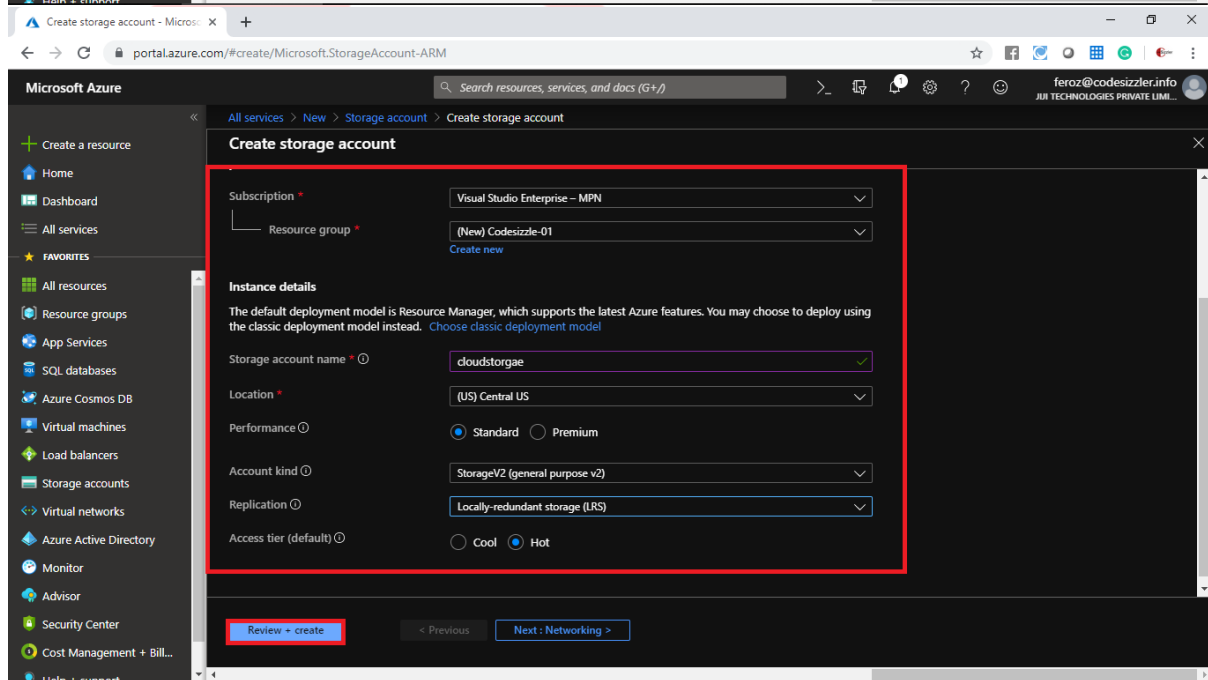 Help + support
Create storage account - Microsc
portal.azure.com/#create/Microsoft.StorageAccount-ARM
Microsoft Azure
Search resources, services, and docs (G+/)
1
feroz@codesizzler.info
JIJI TECHNOLOGIES PRIVATE LIMI...
All services > New > Storage account > Create storage account
Create storage account
Create a resource
Home
Dashboard
All services
FAVORITES
All resources
Resource groups
App Services
SQL databases
Azure Cosmos DB
Virtual machines
Load balancers
Storage accounts
Virtual networks
Azure Active Directory
Monitor
Advisor
Security Center
Cost Management + Bill...
Help + support
Subscription *
Visual Studio Enterprise – MPN
Resource group *
(New) Codesizzle-01
Create new
Instance details
The default deployment model is Resource Manager, which supports the latest Azure features. You may choose to deploy using
the classic deployment model instead. Choose classic deployment model
Storage account name *
cloudstorgae
Location *
(US) Central US
Performance
Standard Premium
Account kind
StorageV2 (general purpose v2)
Replication
Locally-redundant storage (LRS)
Access tier (default)
Cool Hot
Review + create
< Previous
Next : Networking >